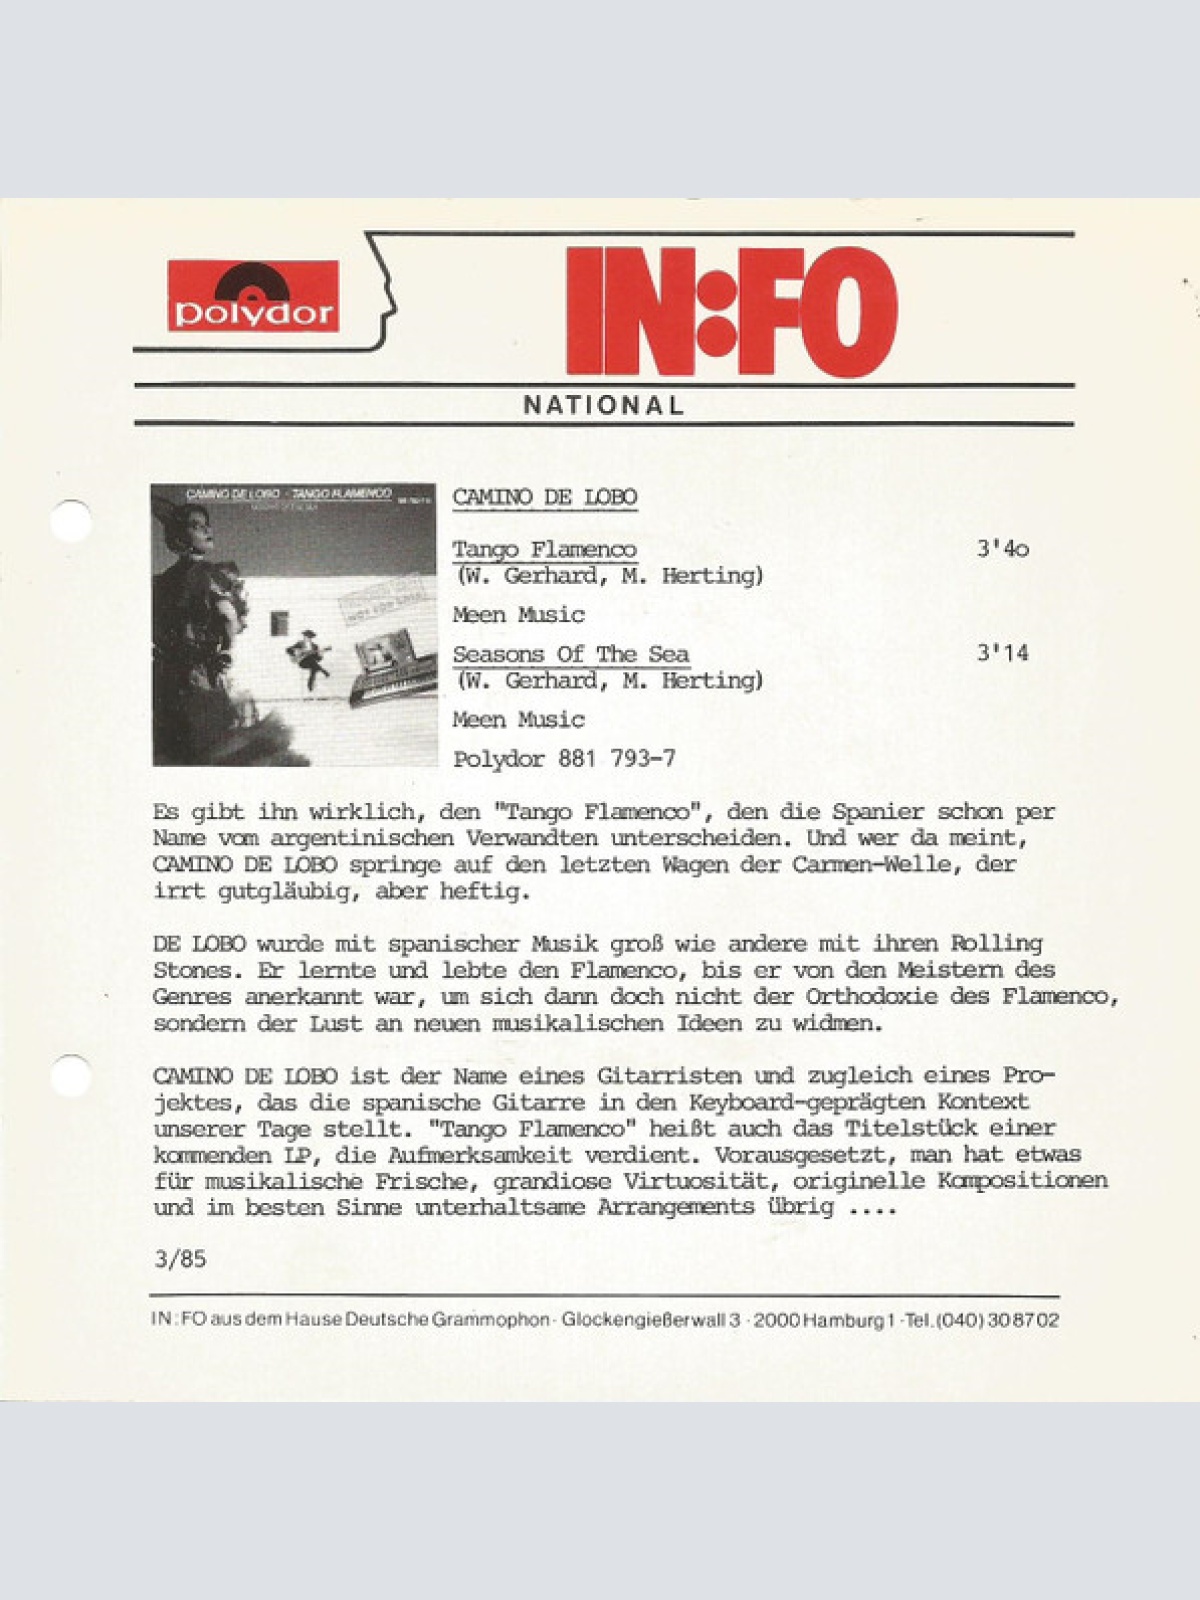 polydor
IN:FO
NATIONAL
CAMINO DE LOBO · TANGO FLAMENCO
NOT FOR SALE
CAMINO DE LOBO
Tango Flamenco 3'4o
(W. Gerhard, M. Herting)
Meen Music
Seasons Of The Sea 3'14
(W. Gerhard, M. Herting)
Meen Music
Polydor 881 793-7
Es gibt ihn wirklich, den "Tango Flamenco", den die Spanier schon per
Name vom argentinischen Verwandten unterscheiden. Und wer da meint,
CAMINO DE LOBO springe auf den letzten Wagen der Carmen-Welle, der
irrt gutgläubig, aber heftig.
DE LOBO wurde mit spanischer Musik groß wie andere mit ihren Rolling
Stones. Er lernte und lebte den Flamenco, bis er von den Meistern des
Genres anerkannt war, um sich dann doch nicht der Orthodoxie des Flamenco,
sondern der Lust an neuen musikalischen Ideen zu widmen.
CAMINO DE LOBO ist der Name eines Gitarristen und zugleich eines Pro-
jektes, das die spanische Gitarre in den Keyboard-geprägten Kontext
unserer Tage stellt. "Tango Flamenco" heißt auch das Titelstück einer
kommenden LP, die Aufmerksamkeit verdient. Vorausgesetzt, man hat etwas
für musikalische Frische, grandiose Virtuosität, originelle Kompositionen
und im besten Sinne unterhaltsame Arrangements übrig ....
3/85
IN:FO aus dem Hause Deutsche Grammophon · Glockengießerwall 3 · 2000 Hamburg 1 · Tel. (040) 30 87 02